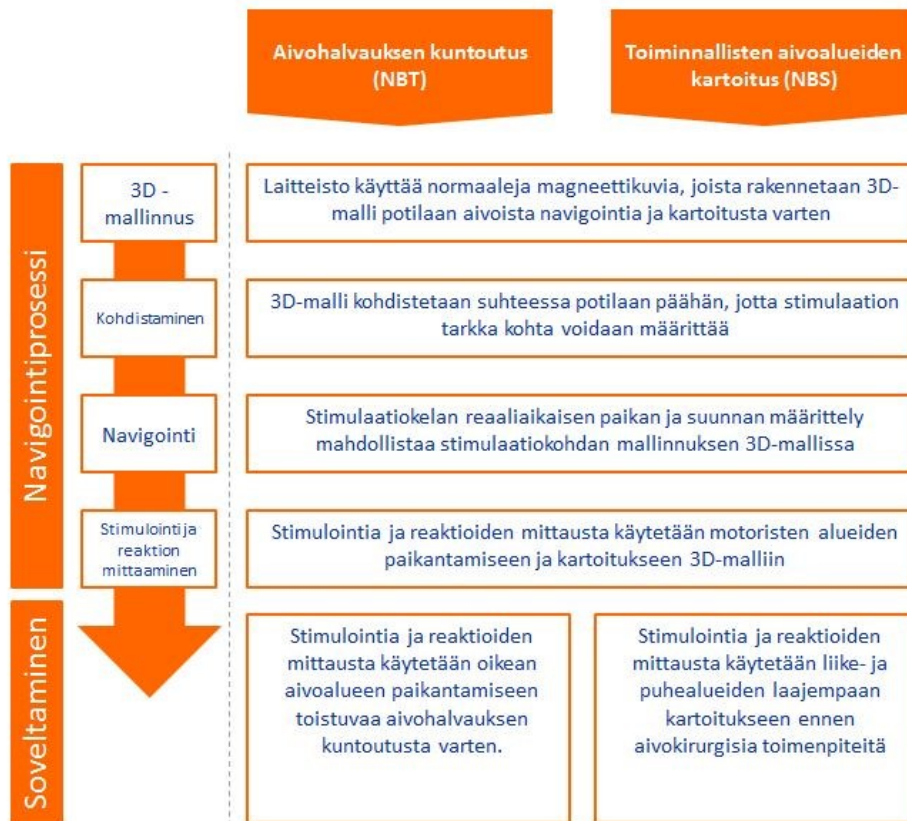 Aivohalvauksen kuntoutus
(NBT)
Toiminnallisten aivoalueiden
kartoitus (NBS)
Navigointiprosessi
3D -
mallinnus
Laitteisto käyttää normaaleja magneettikuvia, joista rakennetaan 3D-
malli potilaan aivoista navigointia ja kartoitusta varten
Kohdistaminen
3D-malli kohdistetaan suhteessa potilaan päähän, jotta stimulaation
tarkka kohta voidaan määrittää
Navigointi
Stimulaatiokelan reaaliaikaisen paikan ja suunnan määrittely
mahdollistaa stimulaatiokohdan mallinnuksen 3D-mallissa
Stimulointi ja
reaktion
mittaaminen
Stimulointia ja reaktioiden mittausta käytetään motoristen alueiden
paikantamiseen ja kartoitukseen 3D-malliin
Soveltaminen
Stimulointia ja reaktioiden
mittausta käytetään oikean
aivoalueen paikantamiseen
toistuvaa aivohalvauksen
kuntoutusta varten.
Stimulointia ja reaktioiden
mittausta käytetään liike- ja
puhealueiden laajempaan
kartoitukseen ennen
aivokirurgisia toimenpiteitä